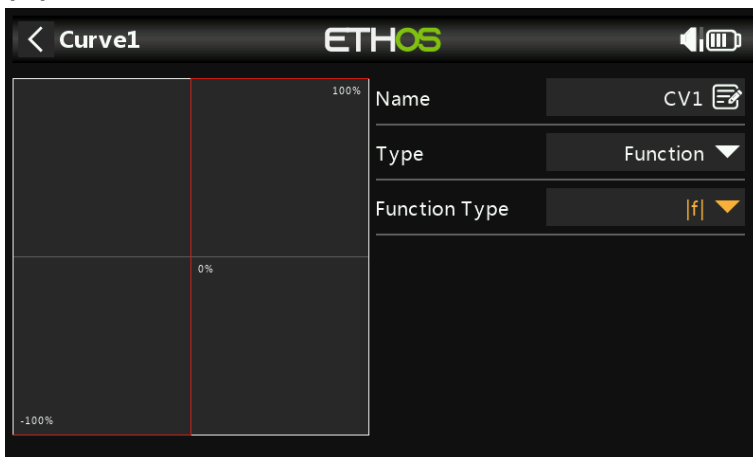 Curve1
ETHOS
100%
0%
-100%
Name
CV1
Type
Function
Function Type
|f|